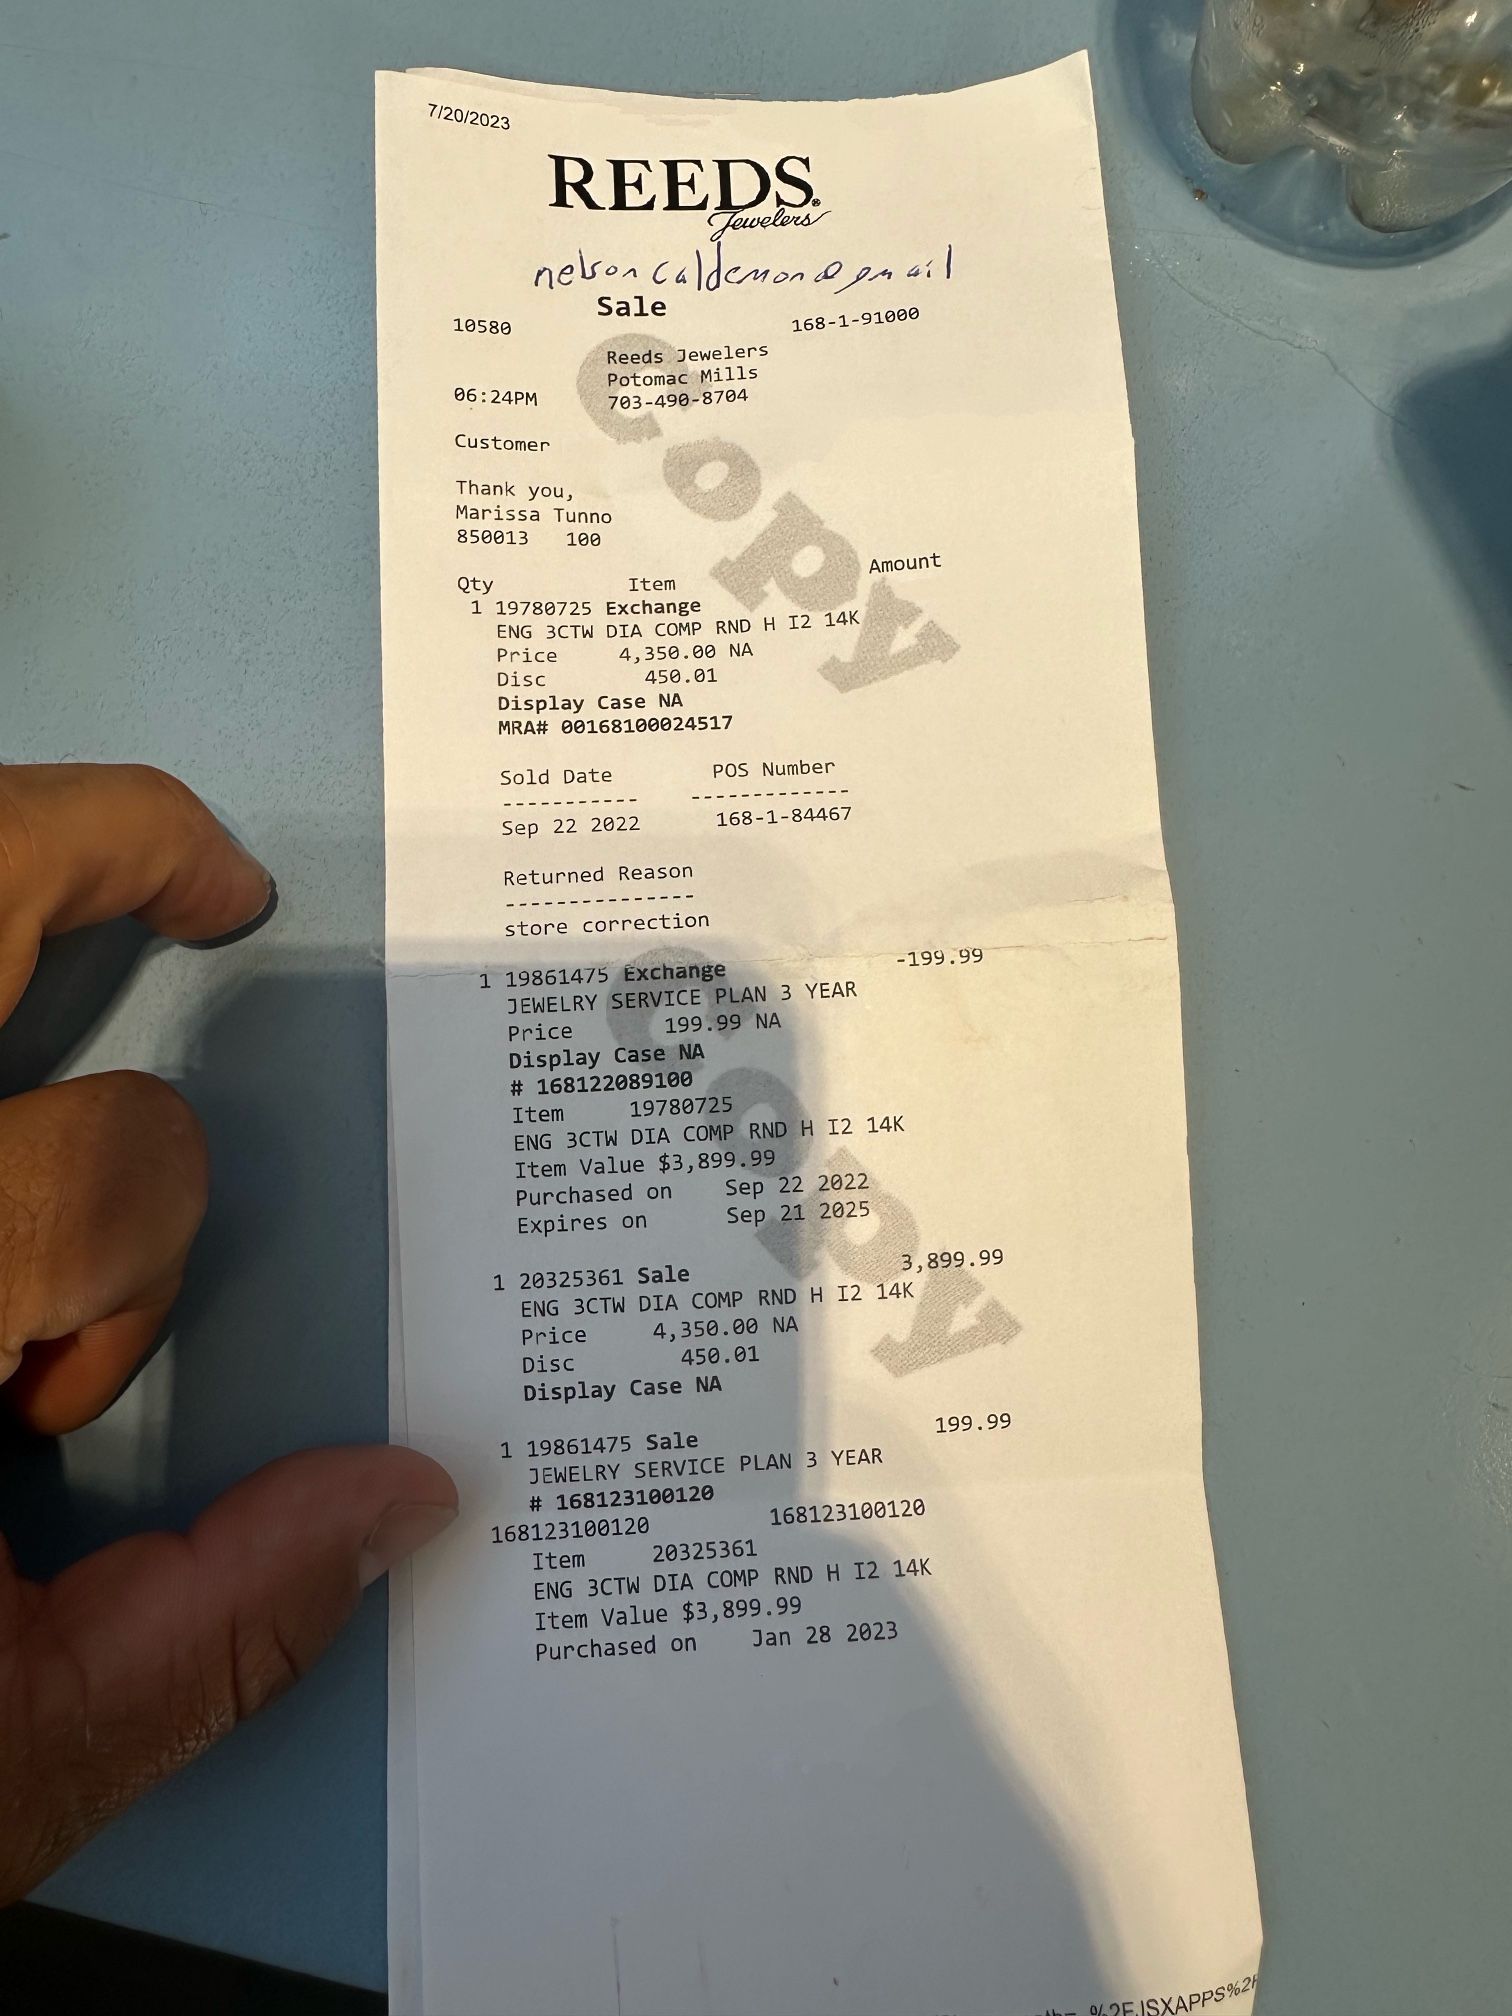 7/20/2023
REEDS®
Jewelers
nelson caldemon@gmail
Sale
10580 168-1-91000
Reeds Jewelers
Potomac Mills
06:24PM 703-490-8704
Customer
Thank you,
Marissa Tunno
850013 100
Qty Item Amount
1 19780725 Exchange
ENG 3CTW DIA COMP RND H I2 14K
Price 4,350.00 NA
Disc 450.01
Display Case NA
MRA# 00168100024517
Sold Date POS Number
----------- -------------
Sep 22 2022 168-1-84467
Returned Reason
---------------
store correction
1 19861475 Exchange -199.99
JEWELRY SERVICE PLAN 3 YEAR
Price 199.99 NA
Display Case NA
# 168122089100
Item 19780725
ENG 3CTW DIA COMP RND H I2 14K
Item Value $3,899.99
Purchased on Sep 22 2022
Expires on Sep 21 2025
1 20325361 Sale 3,899.99
ENG 3CTW DIA COMP RND H I2 14K
Price 4,350.00 NA
Disc 450.01
Display Case NA
1 19861475 Sale 199.99
JEWELRY SERVICE PLAN 3 YEAR
# 168123100120
168123100120 168123100120
Item 20325361
ENG 3CTW DIA COMP RND H I2 14K
Item Value $3,899.99
Purchased on Jan 28 2023
Copy
Copy
%2FJSXAPPS%2F